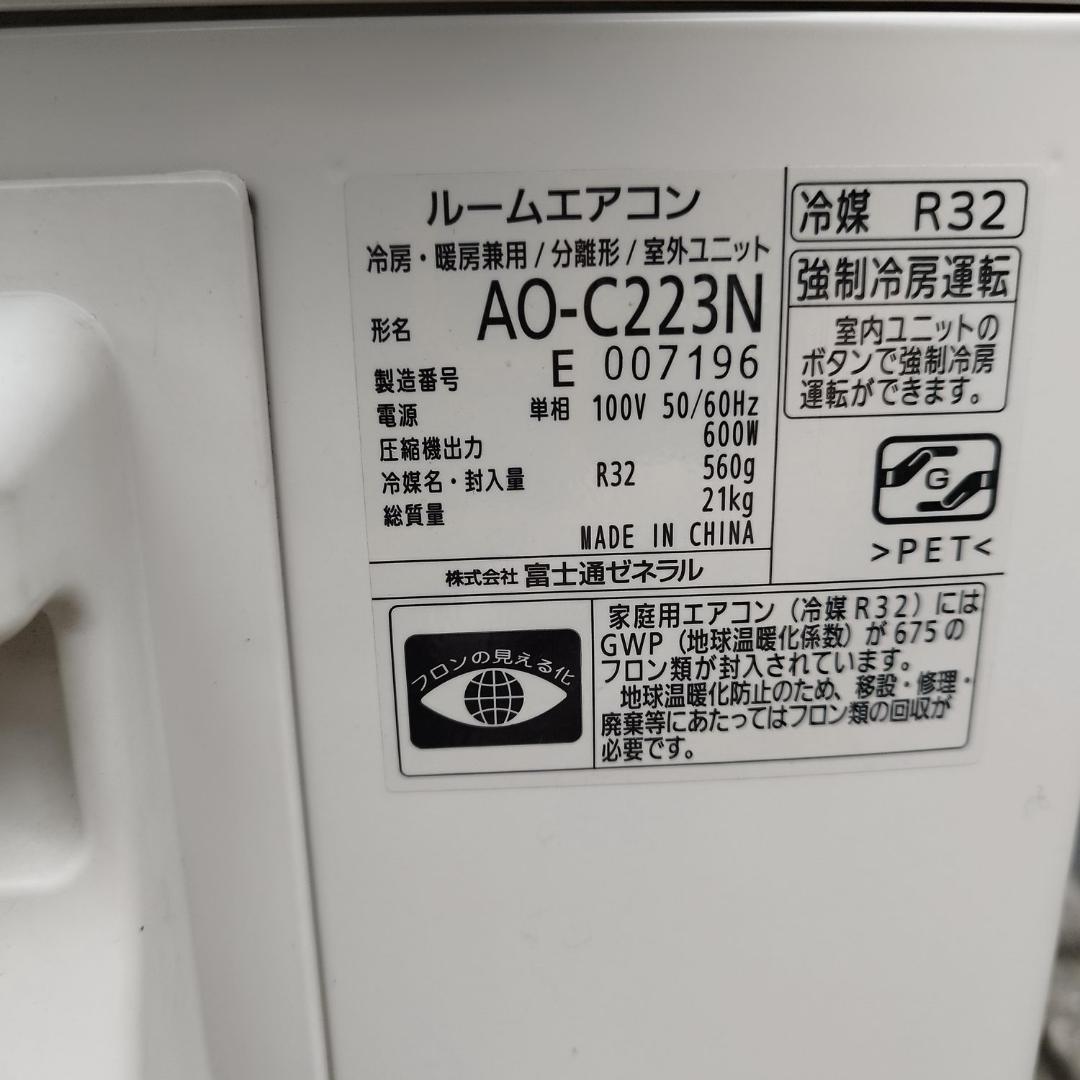 ルームエアコン
冷房・暖房兼用/分離形/室外ユニット
形名 AO-C223N
製造番号 E 007196
電源 単相 100V 50/60Hz
圧縮機出力 600W
冷媒名・封入量 R32 560g
総質量 21kg
MADE IN CHINA
株式会社 富士通ゼネラル
冷媒 R32
強制冷房運転
室内ユニットの
ボタンで強制冷房
運転ができます。
G
>PET<
フロンの見える化
家庭用エアコン（冷媒R32）には
GWP（地球温暖化係数）が675の
フロン類が封入されています。
地球温暖化防止のため、移設・修理・
廃棄等にあたってはフロン類の回収が
必要です。